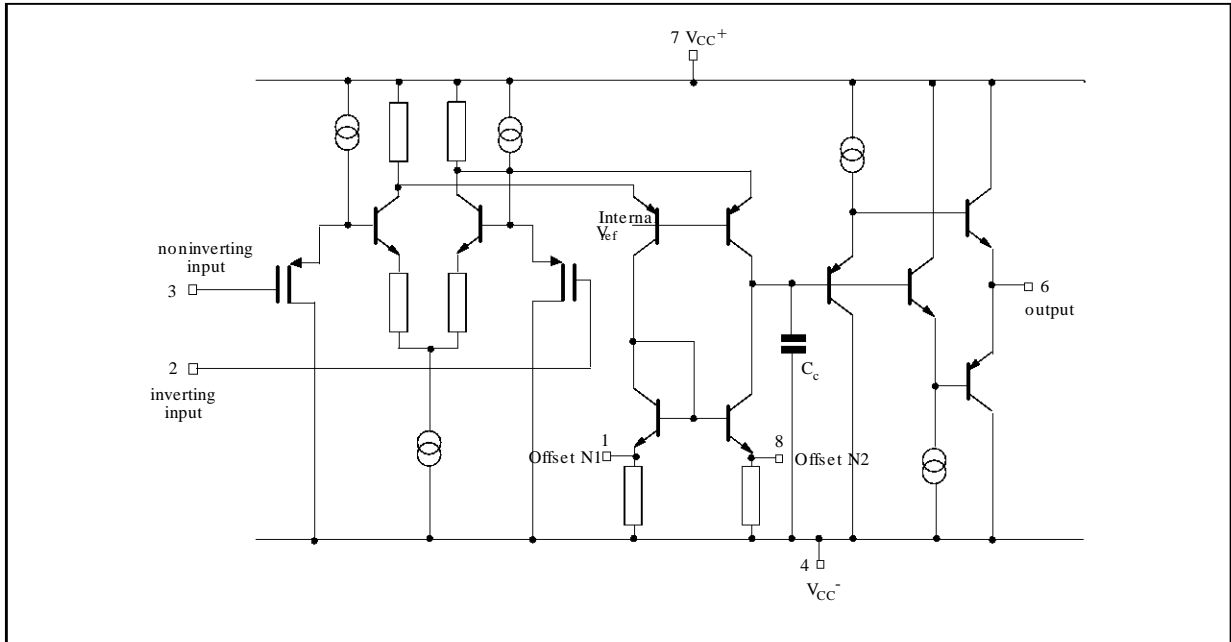 7 VCC+
Interna
Vref
noninverting
input
3
6
output
Cc
2
inverting
input
1
Offset N1
8
Offset N2
4
VCC-